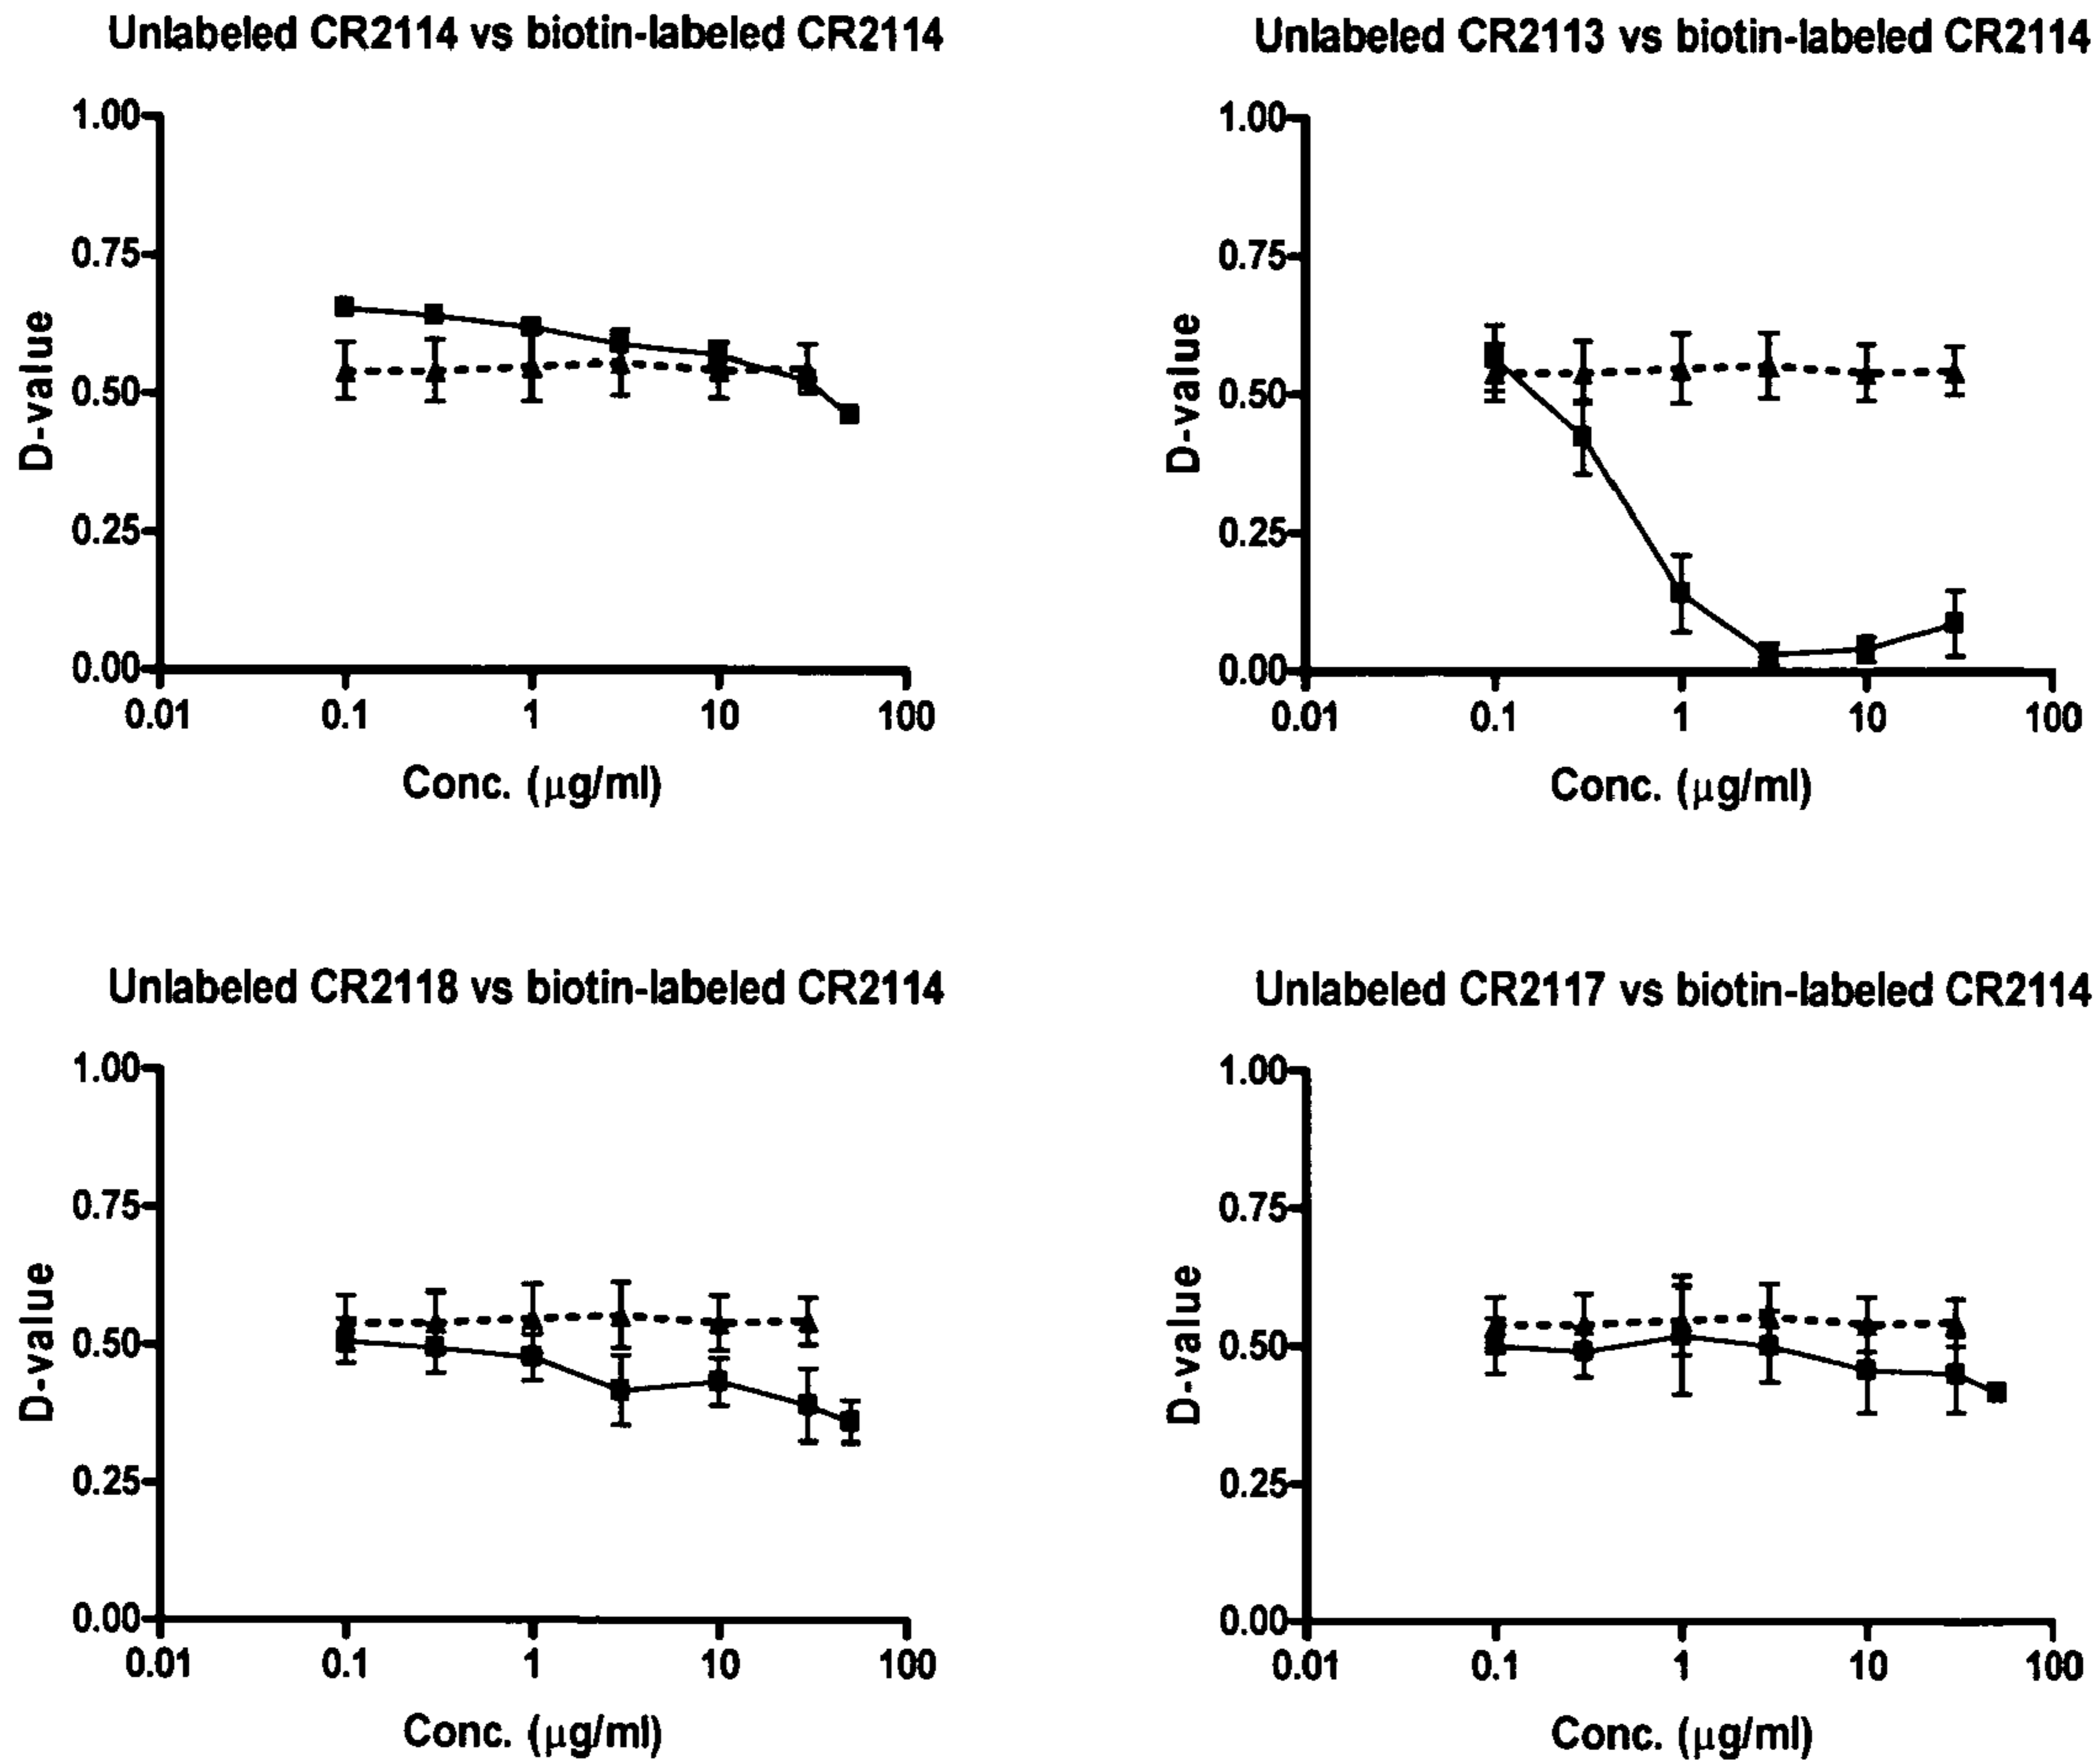 Unlabeled CR2114 vs biotin-labeled CR2114
1.00
0.75
0.50
0.25
0.00
D-value
0.01 0.1 1 10 100
Conc. (μg/ml)
Unlabeled CR2113 vs biotin-labeled CR2114
1.00
0.75
0.50
0.25
0.00
D-value
0.01 0.1 1 10 100
Conc. (μg/ml)
Unlabeled CR2118 vs biotin-labeled CR2114
1.00
0.75
0.50
0.25
0.00
D-value
0.01 0.1 1 10 100
Conc. (μg/ml)
Unlabeled CR2117 vs biotin-labeled CR2114
1.00
0.75
0.50
0.25
0.00
D-value
0.01 0.1 1 10 100
Conc. (μg/ml)